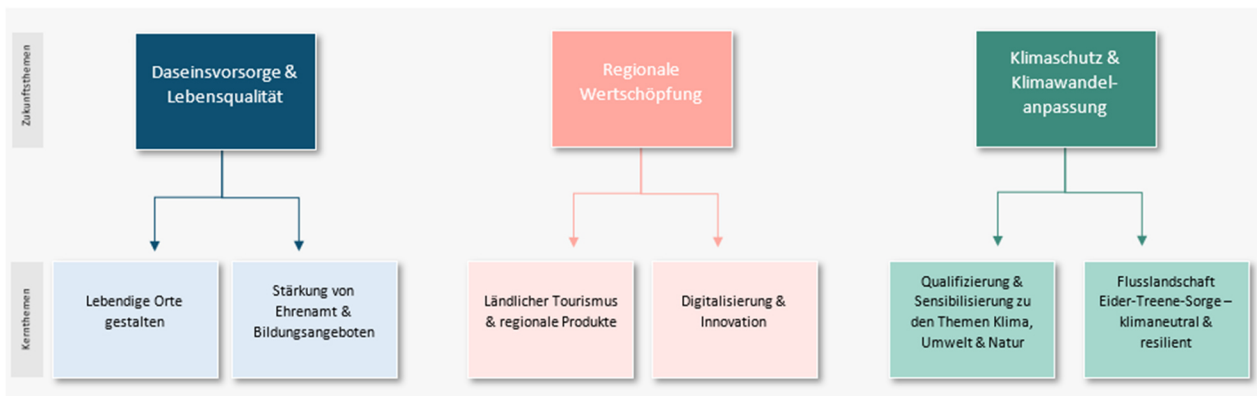 Zukunftsthemen
Daseinsvorsorge &
Lebensqualität
Regionale
Wertschöpfung
Klimaschutz &
Klimawandel-
anpassung
Kernthemen
Lebendige Orte
gestalten
Stärkung von
Ehrenamt &
Bildungsangeboten
Ländlicher Tourismus
& regionale Produkte
Digitalisierung &
Innovation
Qualifizierung &
Sensibilisierung zu
den Themen Klima,
Umwelt & Natur
Flusslandschaft
Eider-Treene-Sorge –
klimaneutral &
resilient